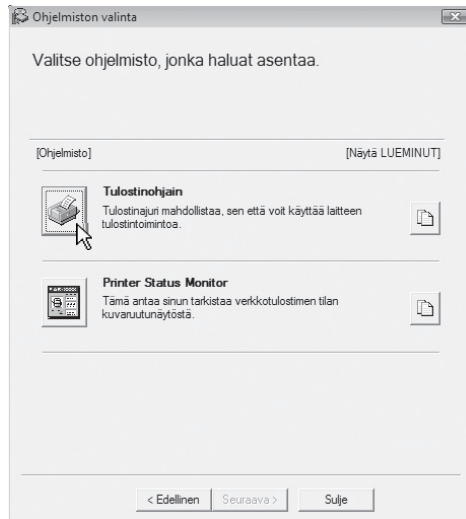 Ohjelmiston valinta
Valitse ohjelmisto, jonka haluat asentaa.
[Ohjelmisto] [Näytä LUEMINUT]
Tulostinohjain
Tulostinajuri mahdollistaa, sen että voit käyttää laitteen
tulostintoimintoa.
Printer Status Monitor
Tämä antaa sinun tarkistaa verkkotulostimen tilan
kuvaruutunäytöstä.
< Edellinen Seuraava > Sulje